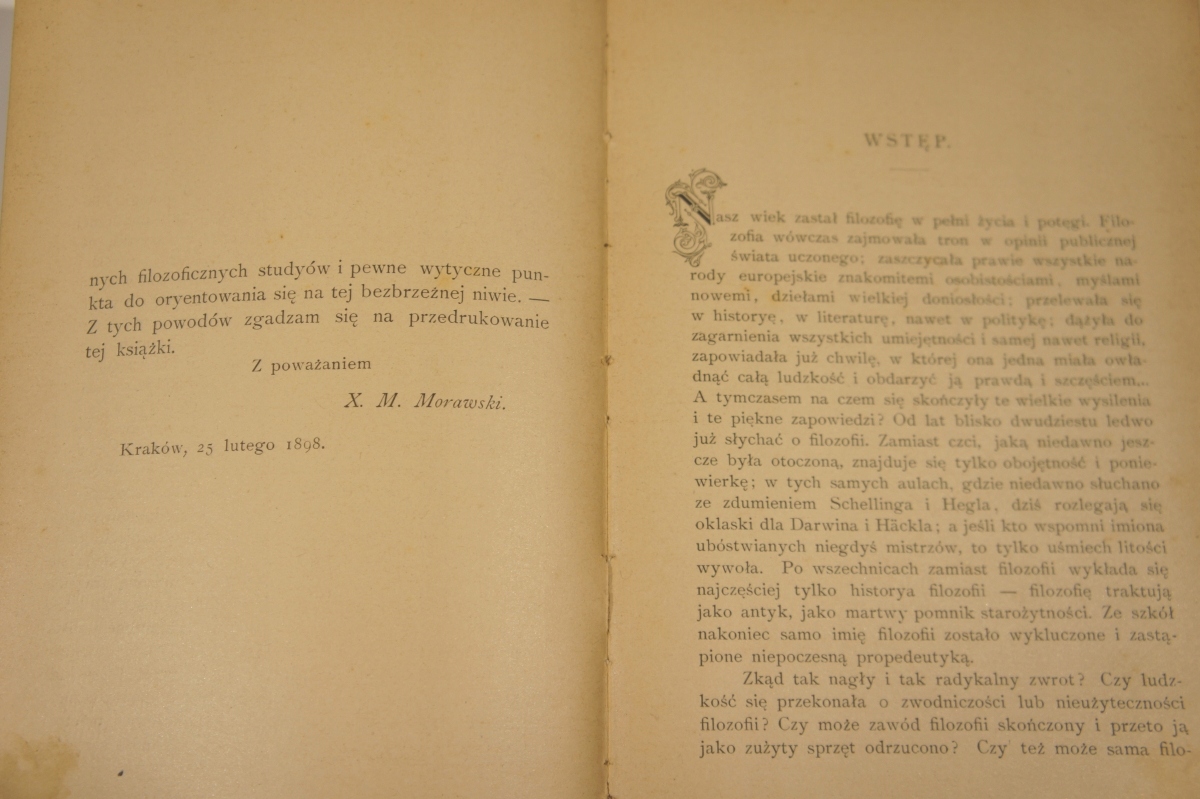 nych filozoficznych studyów i pewne wytyczne pun-
kta do oryentowania się na tej bezbrzeżnej niwie. —
Z tych powodów zgadzam się na przedrukowanie
tej książki.
Z poważaniem
X. M. Morawski.
Kraków, 25 lutego 1898.
WSTĘP.
Nasz wiek zastał filozofię w pełni życia i potęgi. Filo-
zofia wówczas zajmowała tron w opinii publicznej
świata uczonego; zaszczycała prawie wszystkie na-
rody europejskie znakomitemi osobistościami, myślami
nowemi, dziełami wielkiej doniosłości; przelewała się
w historyę, w literaturę, nawet w politykę; dążyła do
zagarnienia wszystkich umiejętności i samej nawet religii,
zapowiadała już chwilę, w której ona jedna miała owła-
dnąć całą ludzkość i obdarzyć ją prawdą i szczęściem...
A tymczasem na czem się skończyły te wielkie wysilenia
i te piękne zapowiedzi? Od lat blisko dwudziestu ledwo
już słychać o filozofii. Zamiast czci, jaką niedawno jesz-
cze była otoczoną, znajduje się tylko obojętność i ponie-
wierkę; w tych samych aulach, gdzie niedawno słuchano
ze zdumieniem Schellinga i Hegla, dziś rozlegają się
oklaski dla Darwina i Häckla; a jeśli kto wspomni imiona
ubóstwianych niegdyś mistrzów, to tylko uśmiech litości
wywoła. Po wszechnicach zamiast filozofii wykłada się
najczęściej tylko historya filozofii — filozofię traktują
jako antyk, jako martwy pomnik starożytności. Ze szkół
nakoniec samo imię filozofii zostało wykluczone i zastą-
pione niepoczesną propedeutyką.
Zkąd tak nagły i tak radykalny zwrot? Czy ludz-
kość się przekonała o zwodniczości lub nieużyteczności
filozofii? Czy może zawód filozofii skończony i przeto ją
jako zużyty sprzęt odrzucono? Czy też może sama filo-